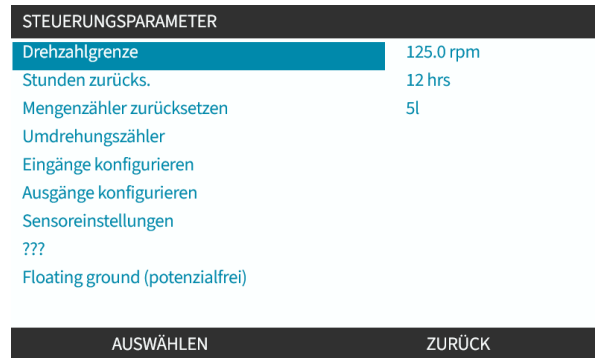 STEUERUNGSPARAMETER
Drehzahlgrenze 125.0 rpm
Stunden zurücks. 12 hrs
Mengenzähler zurücksetzen 5l
Umdrehungszähler
Eingänge konfigurieren
Ausgänge konfigurieren
Sensoreinstellungen
???
Floating ground (potenzialfrei)
AUSWÄHLEN ZURÜCK